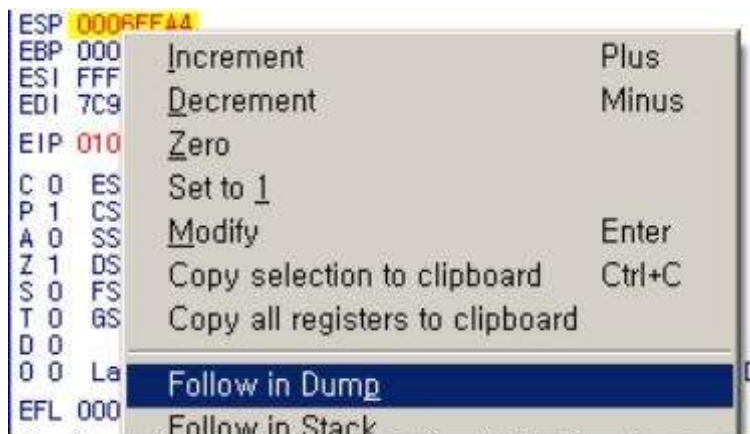 ESP 0006FFA4
EBP 000
ESI FFF
EDI 7C9
EIP 010
C 0 ES
P 1 CS
A 0 SS
Z 1 DS
S 0 FS
T 0 GS
D 0
O 0 La
EFL 000
Increment Plus
Decrement Minus
Zero
Set to 1
Modify Enter
Copy selection to clipboard Ctrl+C
Copy all registers to clipboard
Follow in Dump
Follow in Stack